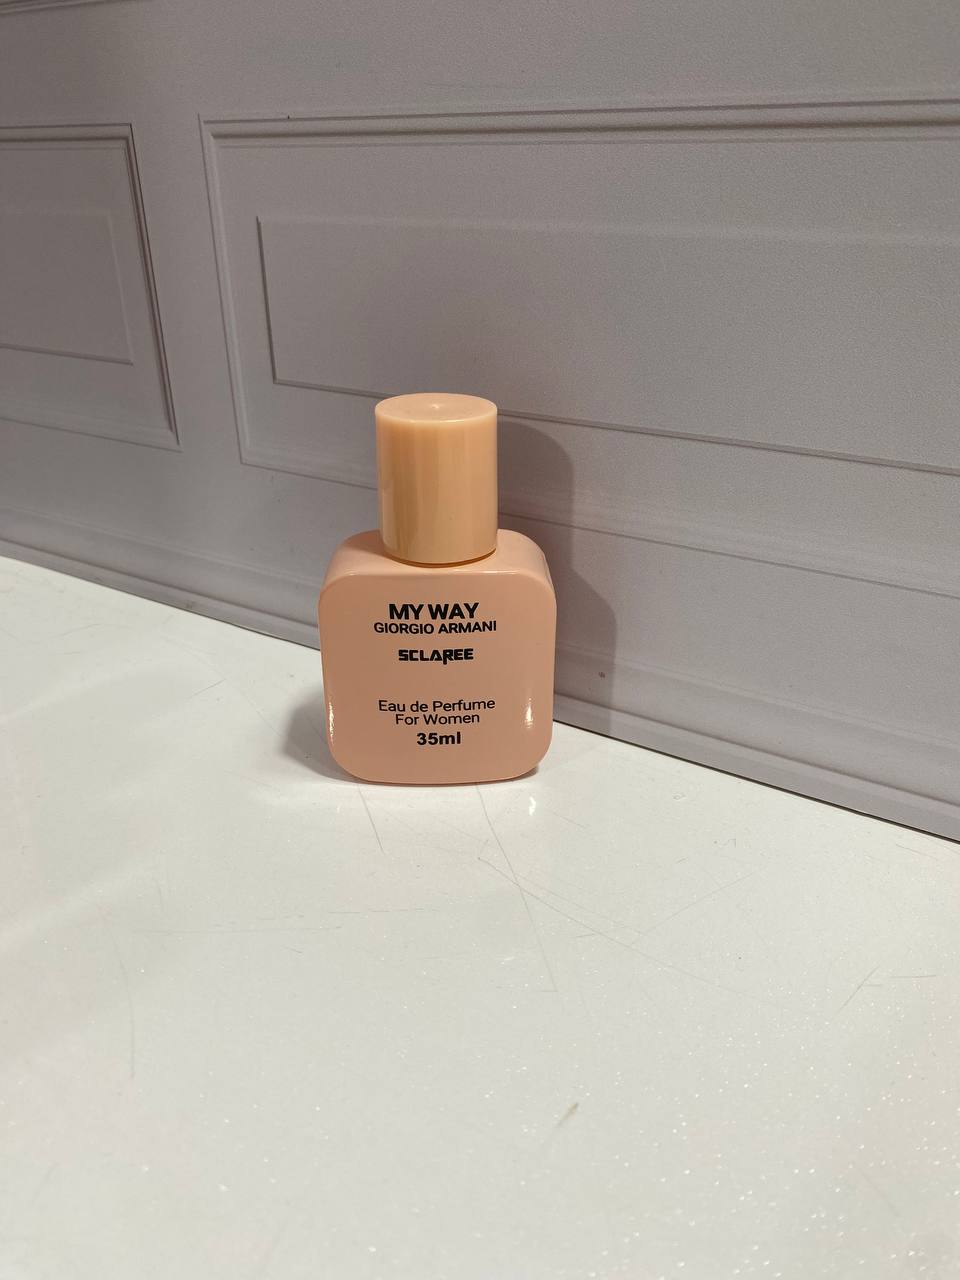 MY WAY
GIORGIO ARMANI
SCLAREE
Eau de Perfume
For Women
35ml